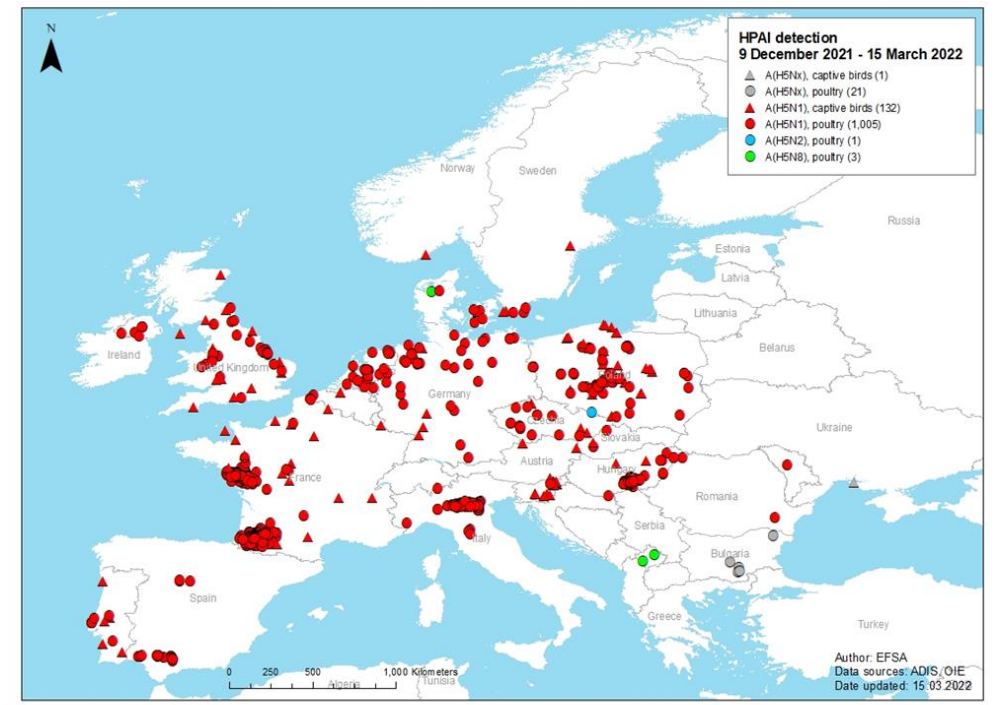 N
HPAI detection
9 December 2021 - 15 March 2022
A(H5Nx), captive birds (1)
A(H5Nx), poultry (21)
A(H5N1), captive birds (132)
A(H5N1), poultry (1,005)
A(H5N2), poultry (1)
A(H5N8), poultry (3)
Norway
Sweden
Russia
Estonia
Latvia
Lithuania
Belarus
Ireland
United Kingdom
Germany
Poland
Czechia
Ukraine
Slovakia
Austria
Hungary
France
Romania
Serbia
Italy
Bulgaria
Spain
Greece
Turkey
0 250 500 1,000 Kilometers
Algeria
Tunisia
Author: EFSA
Data sources: ADIS, OIE
Date updated: 15.03.2022